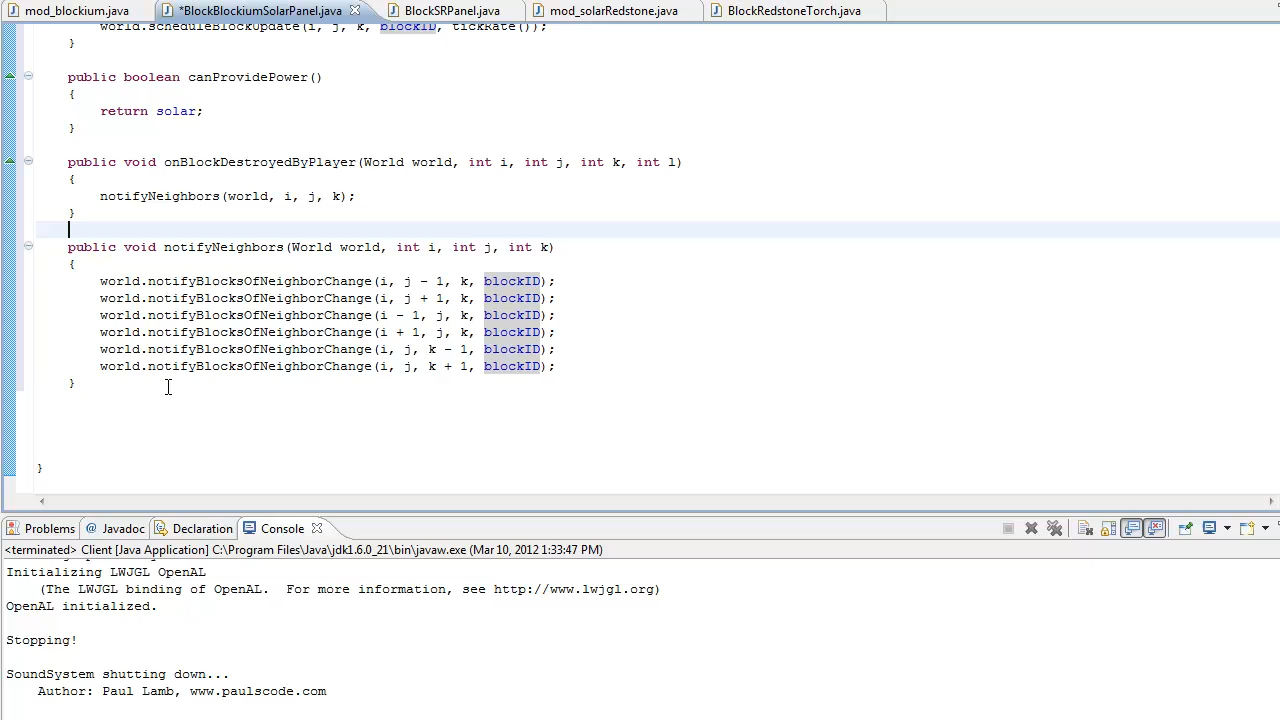 mod_blockium.java *BlockBlockiumSolarPanel.java BlockSRPanel.java mod_solarRedstone.java BlockRedstoneTorch.java
world.scheduleBlockUpdate(i, j, k, blockID, tickRate());
}
public boolean canProvidePower()
{
return solar;
}
public void onBlockDestroyedByPlayer(World world, int i, int j, int k, int l)
{
notifyNeighbors(world, i, j, k);
}
public void notifyNeighbors(World world, int i, int j, int k)
{
world.notifyBlocksOfNeighborChange(i, j - 1, k, blockID);
world.notifyBlocksOfNeighborChange(i, j + 1, k, blockID);
world.notifyBlocksOfNeighborChange(i - 1, j, k, blockID);
world.notifyBlocksOfNeighborChange(i + 1, j, k, blockID);
world.notifyBlocksOfNeighborChange(i, j, k - 1, blockID);
world.notifyBlocksOfNeighborChange(i, j, k + 1, blockID);
}
}
Problems Javadoc Declaration Console
<terminated> Client [Java Application] C:\Program Files\Java\jdk1.6.0_21\bin\javaw.exe (Mar 10, 2012 1:33:47 PM)
Initializing LWJGL OpenAL
(The LWJGL binding of OpenAL. For more information, see http://www.lwjgl.org)
OpenAL initialized.
Stopping!
SoundSystem shutting down...
Author: Paul Lamb, www.paulscode.com